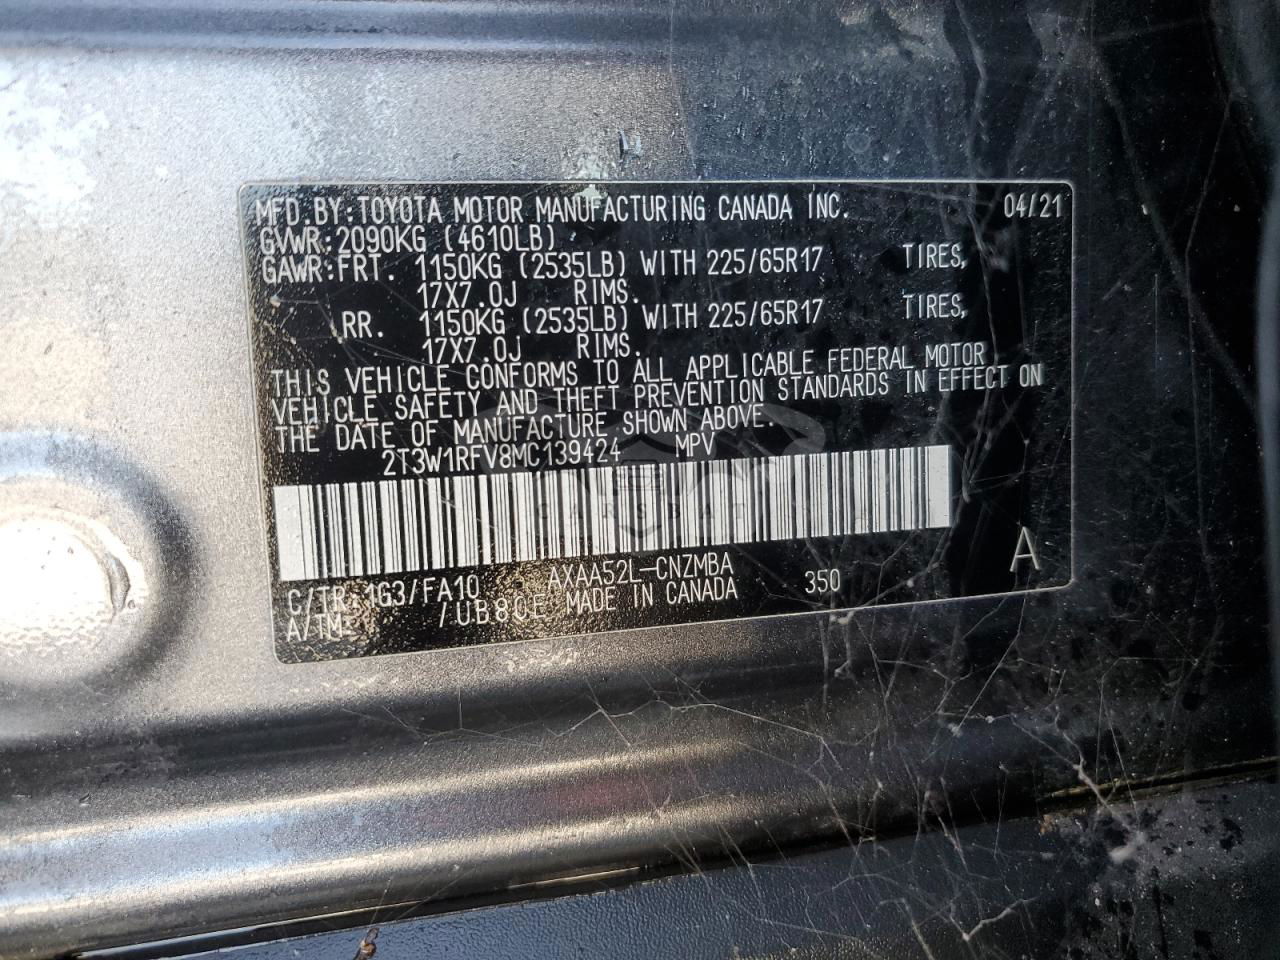 MFD.BY:TOYOTA MOTOR MANUFACTURING CANADA INC. 04/21
GVWR:2090KG (4610LB)
GAWR:FRT. 1150KG (2535LB) WITH 225/65R17 TIRES,
17X7.0J RIMS.
RR. 1150KG (2535LB) WITH 225/65R17 TIRES,
17X7.0J RIMS.
THIS VEHICLE CONFORMS TO ALL APPLICABLE FEDERAL MOTOR
VEHICLE SAFETY AND THEFT PREVENTION STANDARDS IN EFFECT ON
THE DATE OF MANUFACTURE SHOWN ABOVE.
2T3W1RFV8MC139424 MPV
C/TR:1G3/FA10 AXAA52L-CNZMBA 350 A
A/TM: /UB80E MADE IN CANADA